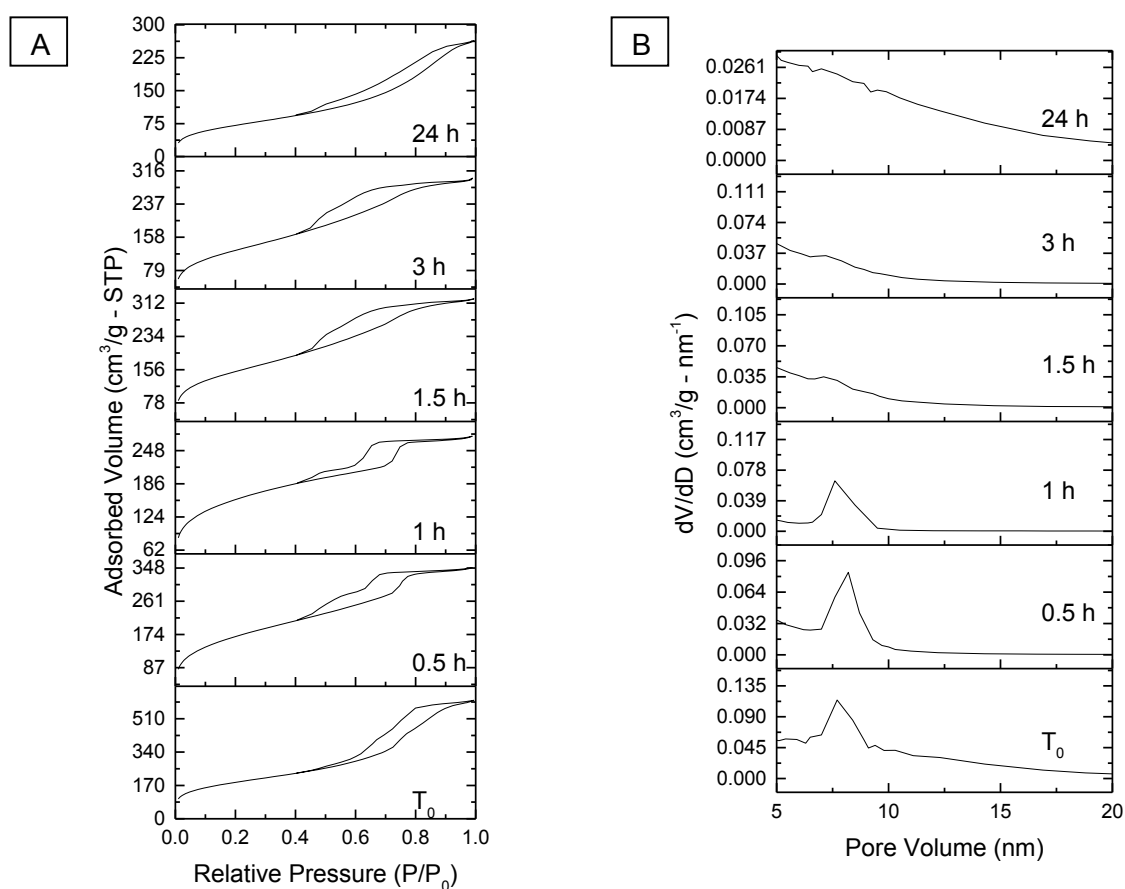 A
Adsorbed Volume (cm³/g - STP)
300
225
150
75
0
24 h
316
237
158
79
3 h
312
234
156
78
1.5 h
248
186
124
62
1 h
348
261
174
87
0.5 h
510
340
170
0
T₀
0.0 0.2 0.4 0.6 0.8 1.0
Relative Pressure (P/P₀)
B
dV/dD (cm³/g - nm⁻¹)
0.0261
0.0174
0.0087
0.0000
24 h
0.111
0.074
0.037
0.000
3 h
0.105
0.070
0.035
0.000
1.5 h
0.117
0.078
0.039
0.000
1 h
0.096
0.064
0.032
0.000
0.5 h
0.135
0.090
0.045
0.000
T₀
5 10 15 20
Pore Volume (nm)